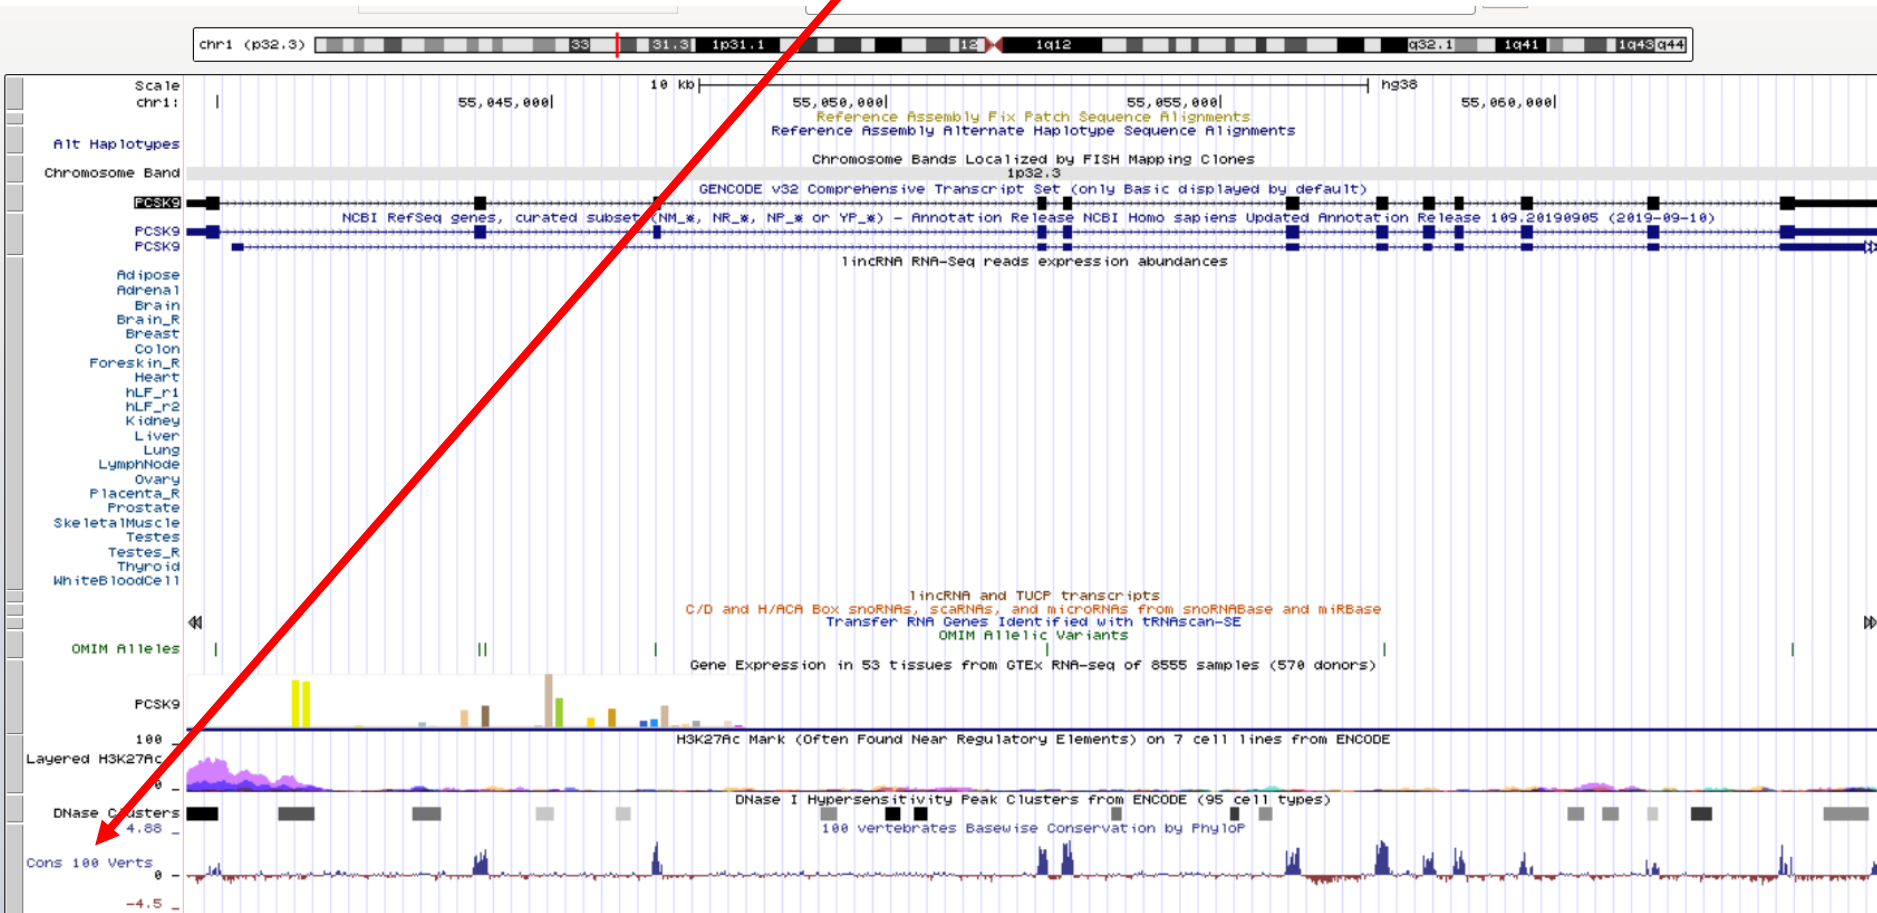 chr1 (p32.3) 33 31.3 1p31.1 12 1q12 q32.1 1q41 1q43 q44
Scale 10 kb hg38
chr1: 55,045,000 55,050,000 55,055,000 55,060,000
Reference Assembly Fix Patch Sequence Alignments
Reference Assembly Alternate Haplotype Sequence Alignments
Alt Haplotypes
Chromosome Bands Localized by FISH Mapping Clones
Chromosome Band 1p32.3
GENCODE v32 Comprehensive Transcript Set (only Basic displayed by default)
PCSK9
NCBI RefSeq genes, curated subset (NM_*, NR_*, NP_* or YP_*) - Annotation Release NCBI Homo sapiens Updated Annotation Release 109.20190905 (2019-09-10)
PCSK9
PCSK9
lincRNA RNA-Seq reads expression abundances
Adipose
Adrenal
Brain
Brain_R
Breast
Colon
Foreskin_R
Heart
hLF_r1
hLF_r2
Kidney
Liver
Lung
LymphNode
Ovary
Placenta_R
Prostate
SkeletalMuscle
Testes
Testes_R
Thyroid
WhiteBloodCell
lincRNA and TUCP transcripts
C/D and H/ACA Box snoRNAs, scaRNAs, and microRNAs from snoRNABase and miRBase
Transfer RNA Genes Identified with tRNAscan-SE
OMIM Allelic Variants
OMIM Alleles
Gene Expression in 53 tissues from GTEx RNA-seq of 8555 samples (570 donors)
PCSK9
H3K27Ac Mark (Often Found Near Regulatory Elements) on 7 cell lines from ENCODE
100 _
Layered H3K27Ac
0 _
DNase I Hypersensitivity Peak Clusters from ENCODE (95 cell types)
DNase Clusters
100 vertebrates Basewise Conservation by PhyloP
4.88 _
Cons 100 Verts
0 -
-4.5 _